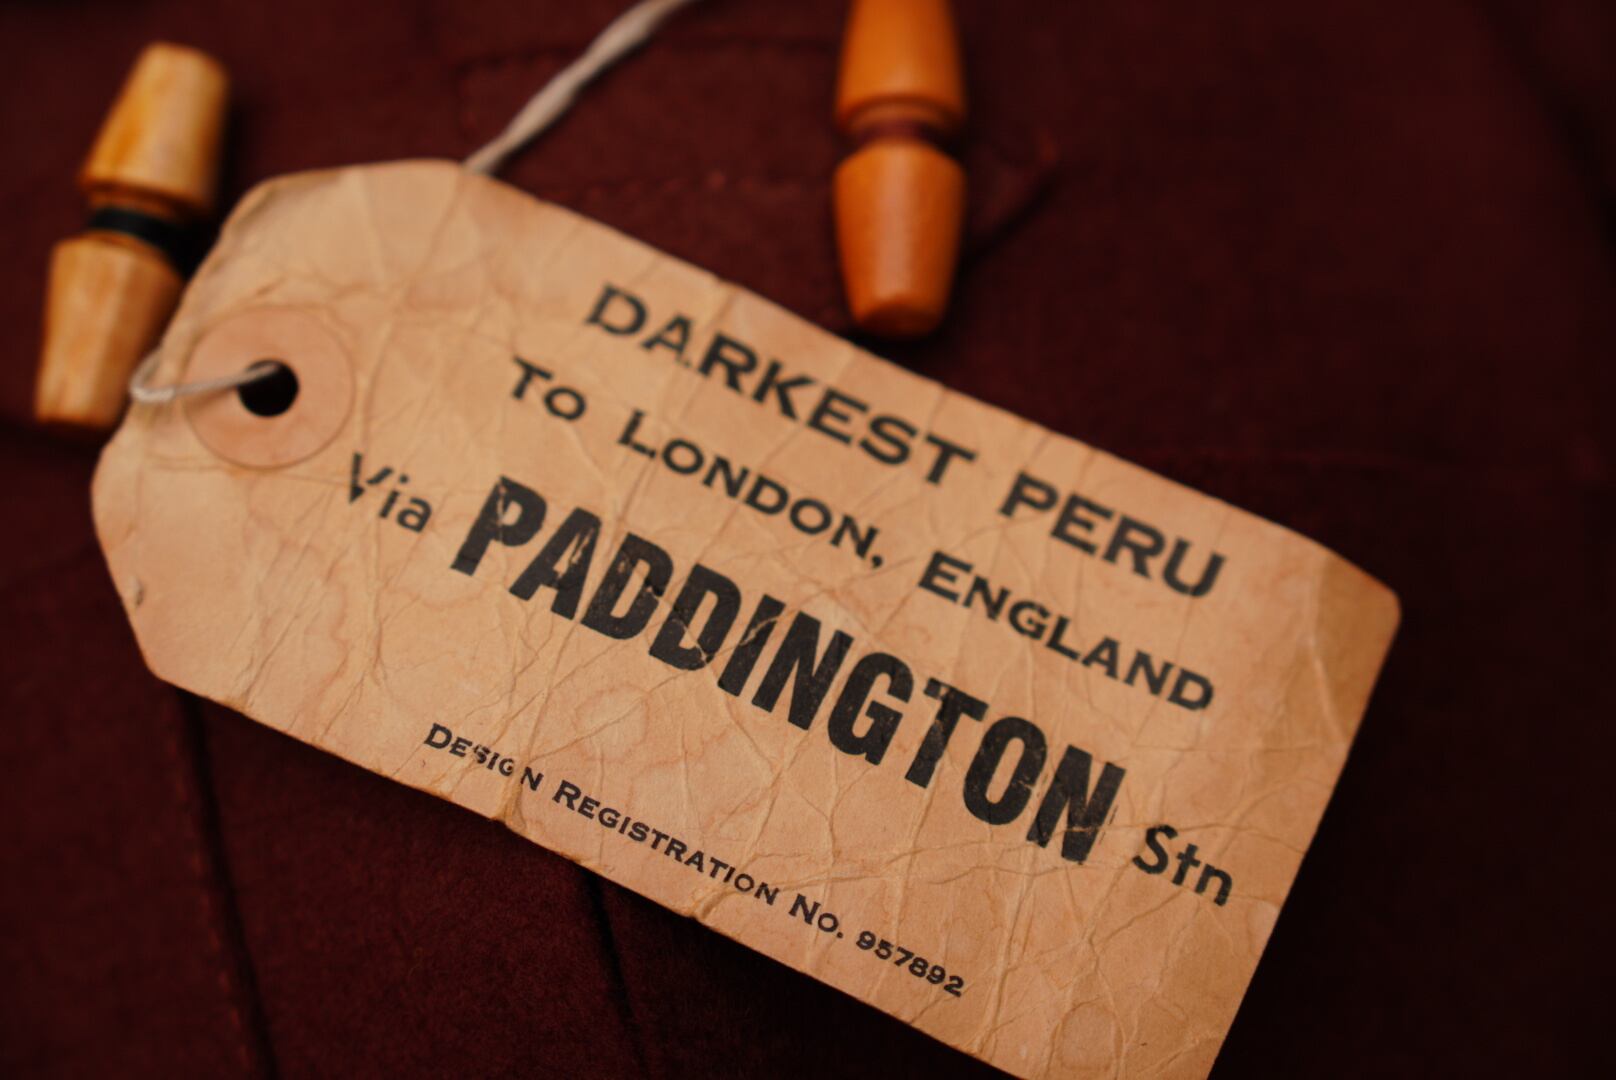 DARKEST PERU
TO LONDON, ENGLAND
Via PADDINGTON Stn
DESIGN REGISTRATION NO. 957892